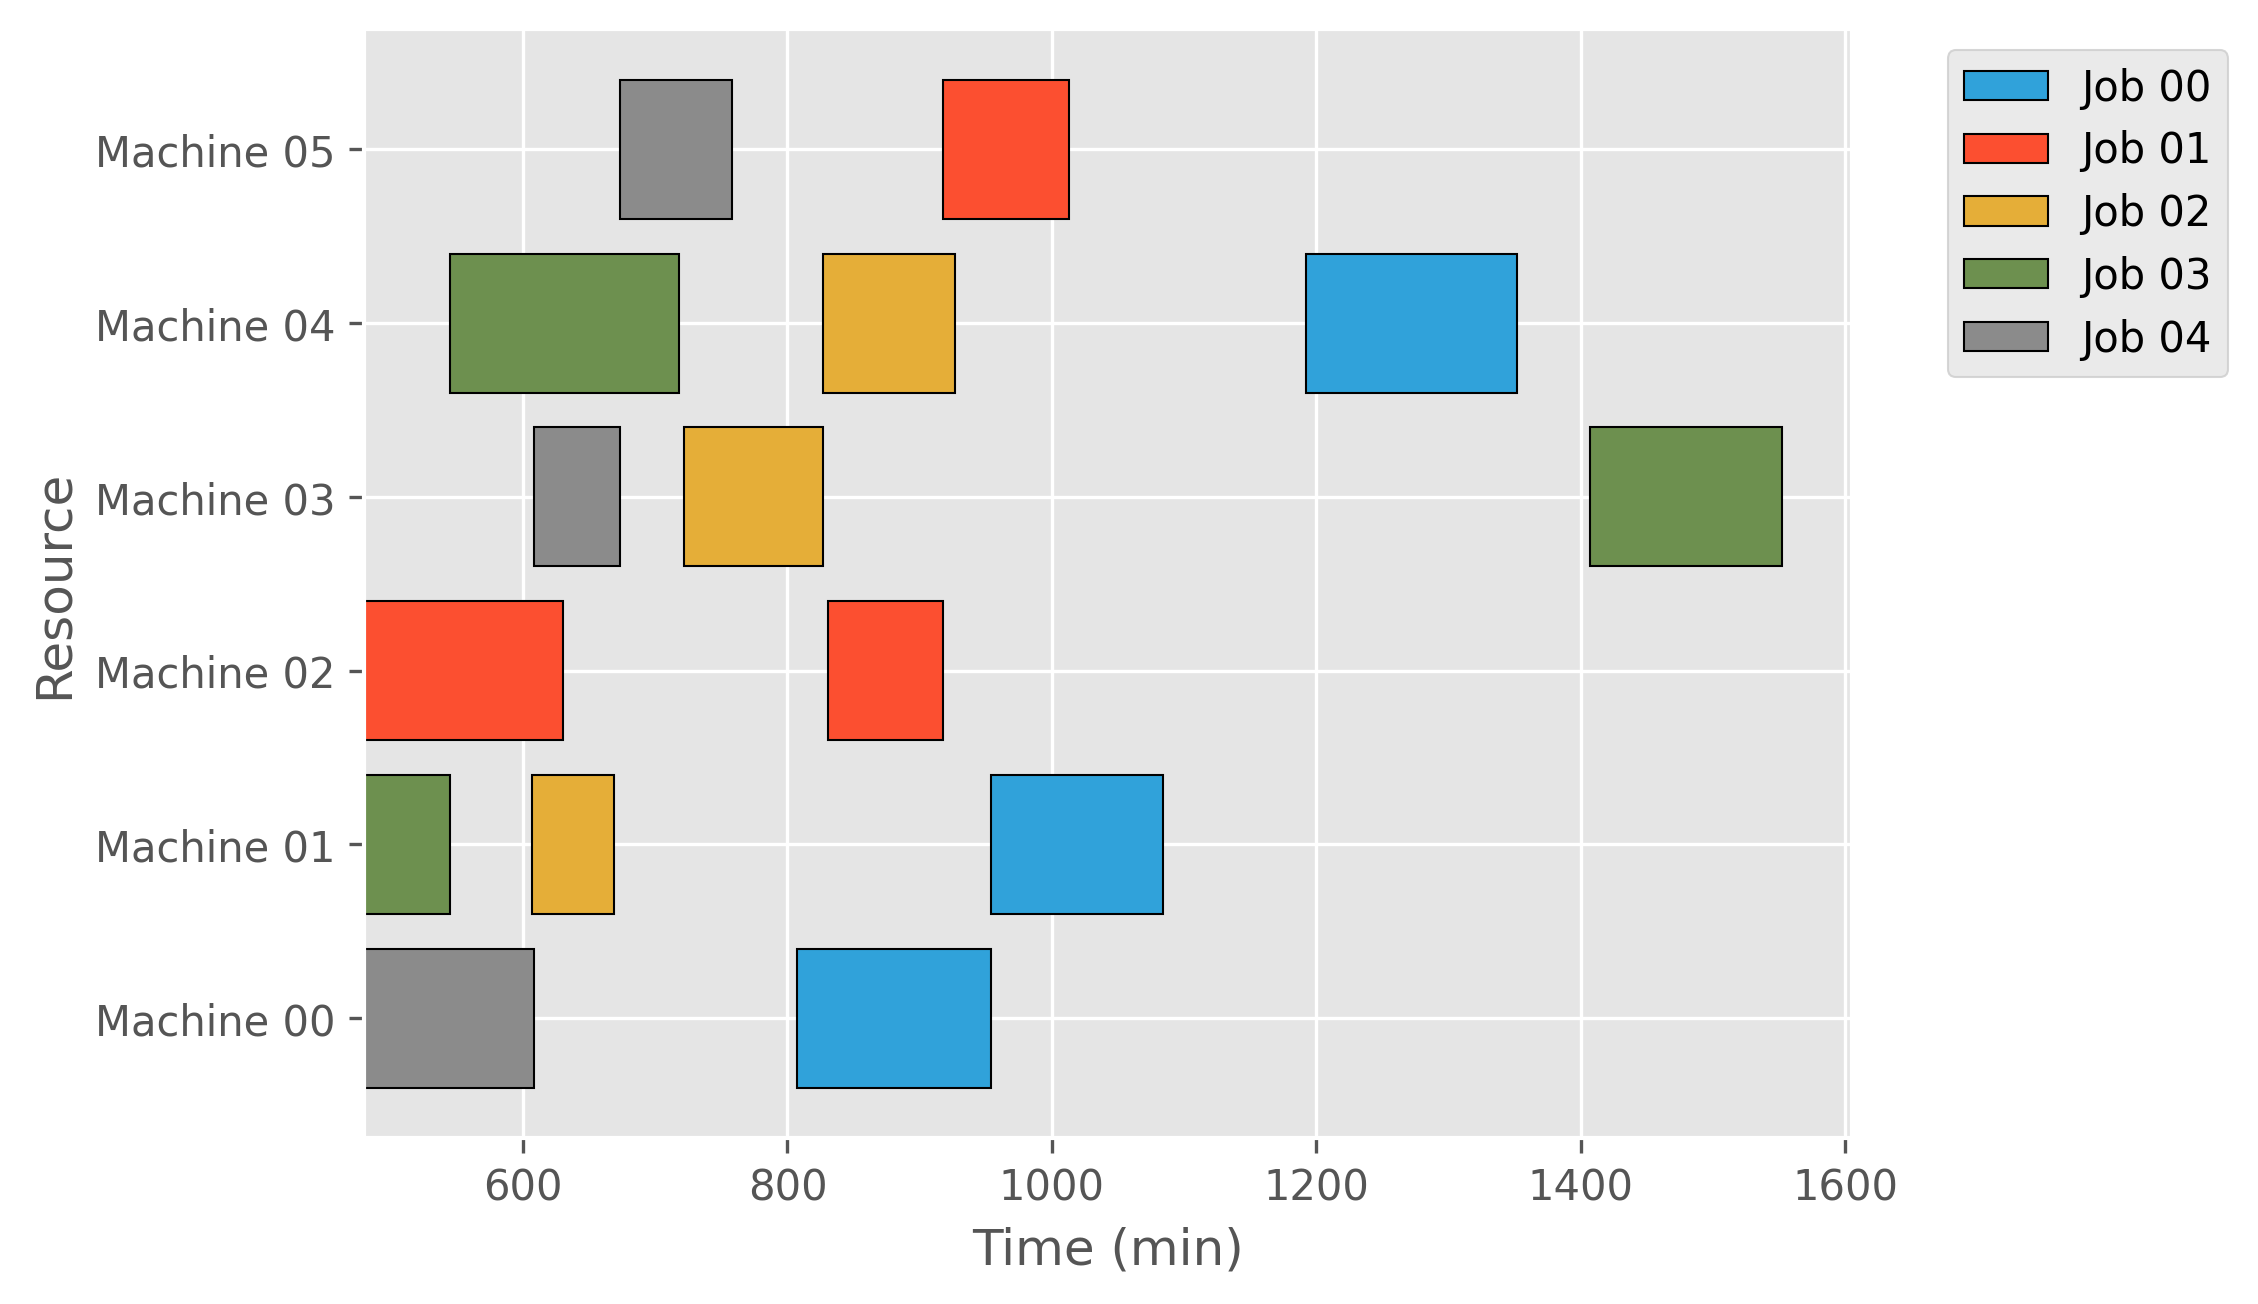 Machine 05
Machine 04
Machine 03
Machine 02
Machine 01
Machine 00
Resource
600 800 1000 1200 1400 1600
Time (min)
Job 00
Job 01
Job 02
Job 03
Job 04